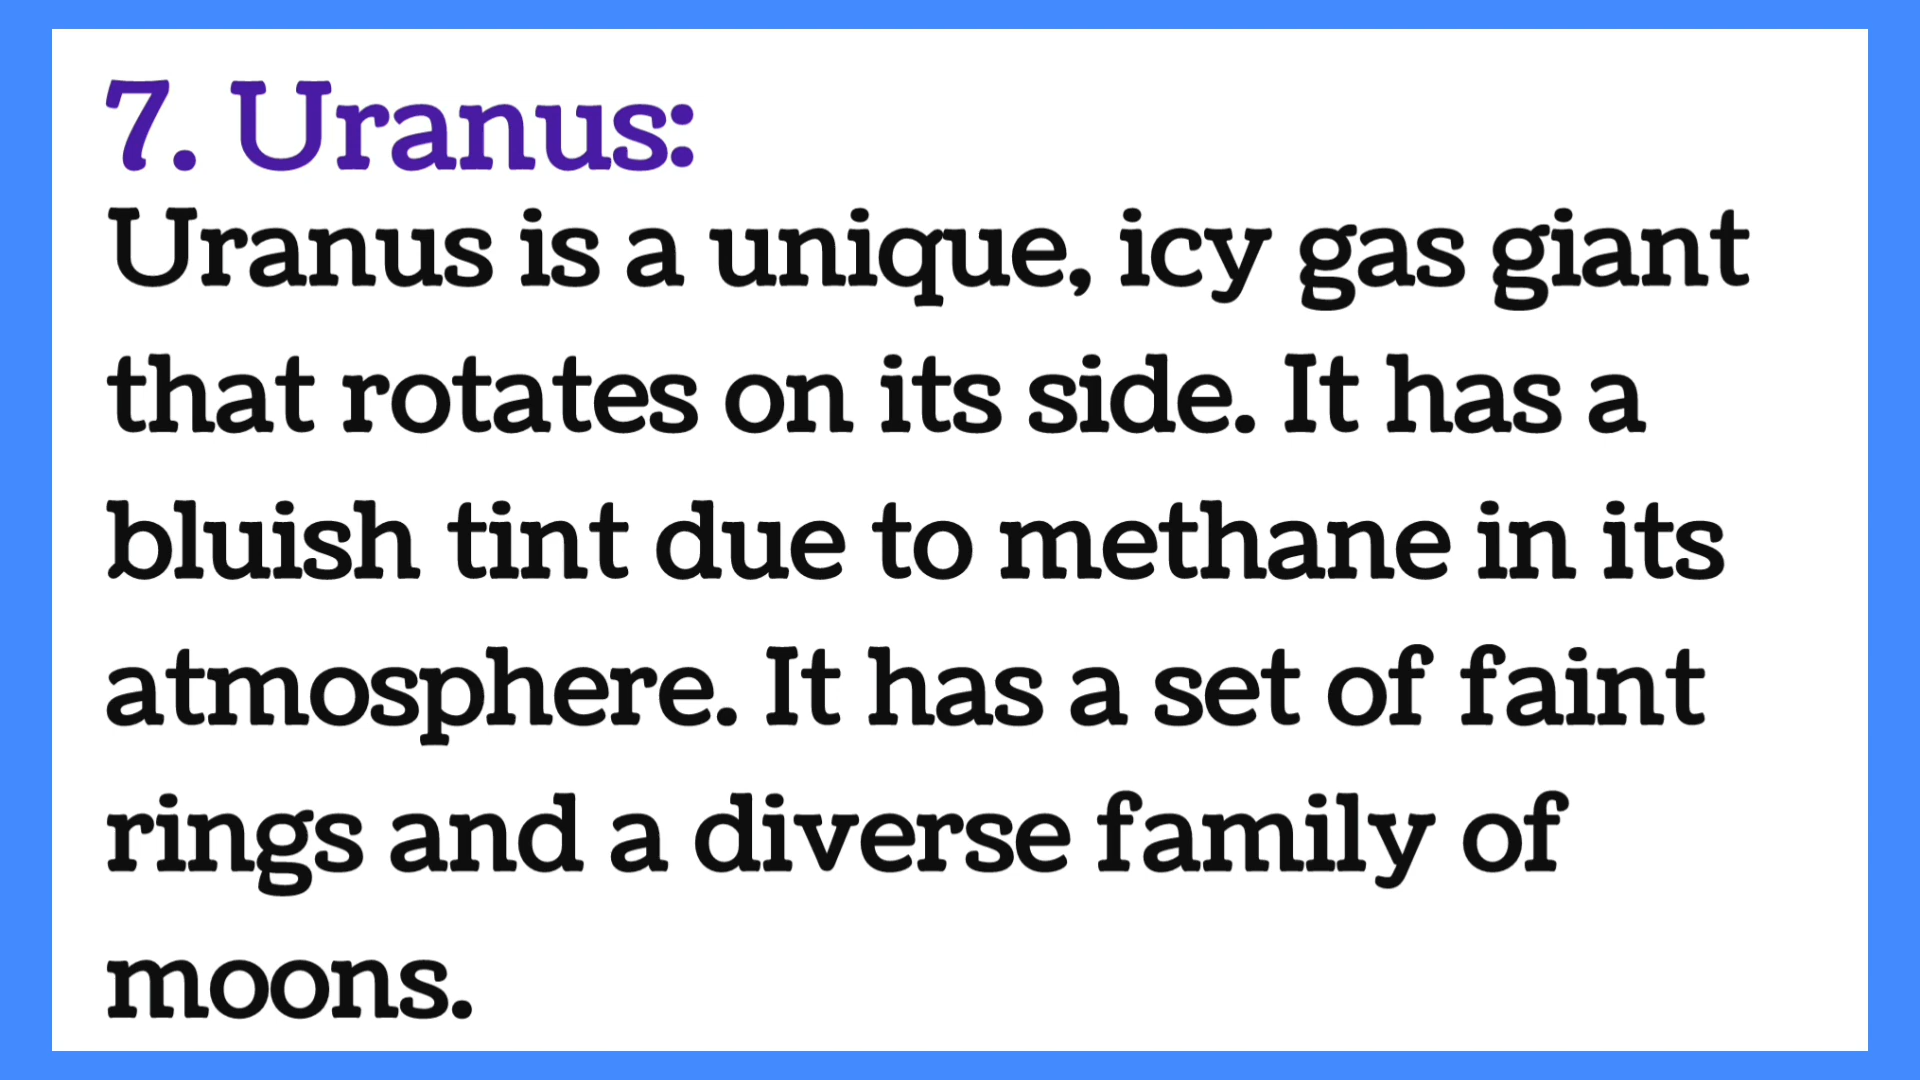 7. Uranus:
Uranus is a unique, icy gas giant
that rotates on its side. It has a
bluish tint due to methane in its
atmosphere. It has a set of faint
rings and a diverse family of
moons.